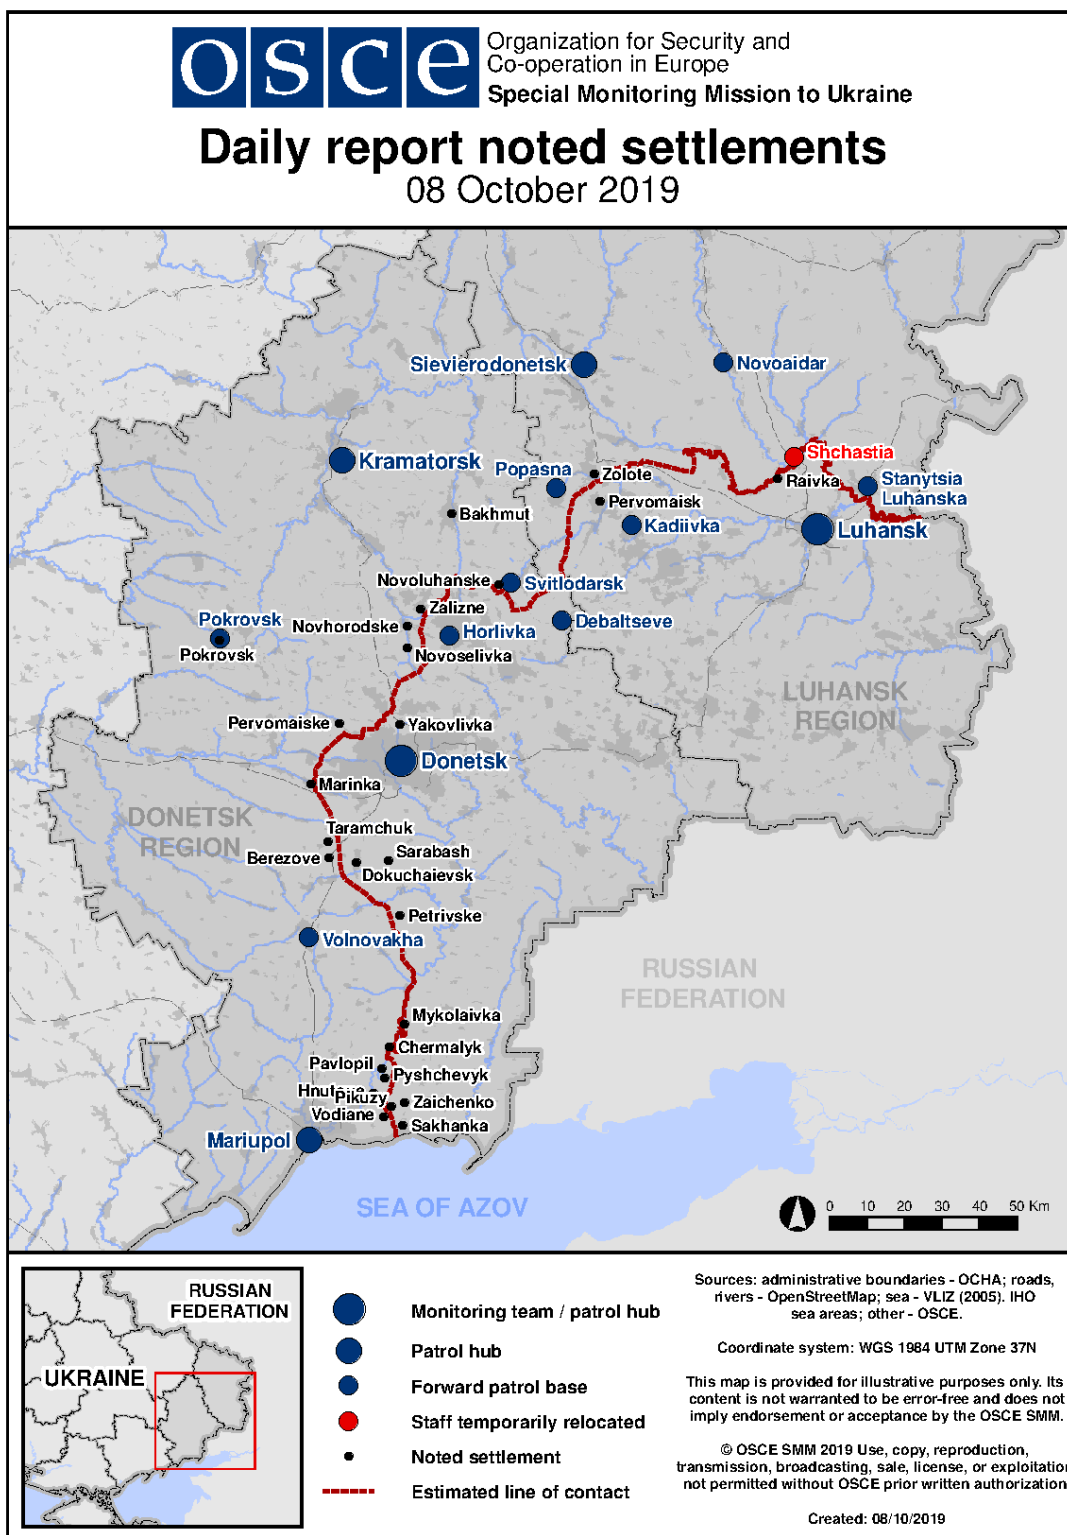 osce
Organization for Security and
Co-operation in Europe
Special Monitoring Mission to Ukraine
Daily report noted settlements
08 October 2019
Sievierodonetsk
Novoaidar
Shchastia
Kramatorsk
Popasna
Zolote
Raivka
Stanytsia
Luhanska
Pervomaisk
Bakhmut
Kadiivka
Luhansk
Novoluhanske
Svitlodarsk
Zalizne
Pokrovsk
Pokrovsk
Novhorodske
Horlivka
Debaltseve
Novoselivka
LUHANSK
REGION
Pervomaiske
Yakovlivka
Donetsk
Marinka
DONETSK
REGION
Taramchuk
Berezove
Sarabash
Dokuchaievsk
Petrivske
Volnovakha
RUSSIAN
FEDERATION
Mykolaivka
Chermalyk
Pavlopil
Pyshchevyk
Pikuzy
Zaichenko
Vodiane
Sakhanka
Mariupol
SEA OF AZOV
0 10 20 30 40 50 Km
RUSSIAN
FEDERATION
UKRAINE
Monitoring team / patrol hub
Patrol hub
Forward patrol base
Staff temporarily relocated
Noted settlement
Estimated line of contact
Sources: administrative boundaries - OCHA; roads,
rivers - OpenStreetMap; sea - VLIZ (2005). IHO
sea areas; other - OSCE.
Coordinate system: WGS 1984 UTM Zone 37N
This map is provided for illustrative purposes only. Its
content is not warranted to be error-free and does not
imply endorsement or acceptance by the OSCE SMM.
© OSCE SMM 2019 Use, copy, reproduction,
transmission, broadcasting, sale, license, or exploitation
not permitted without OSCE prior written authorization
Created: 08/10/2019